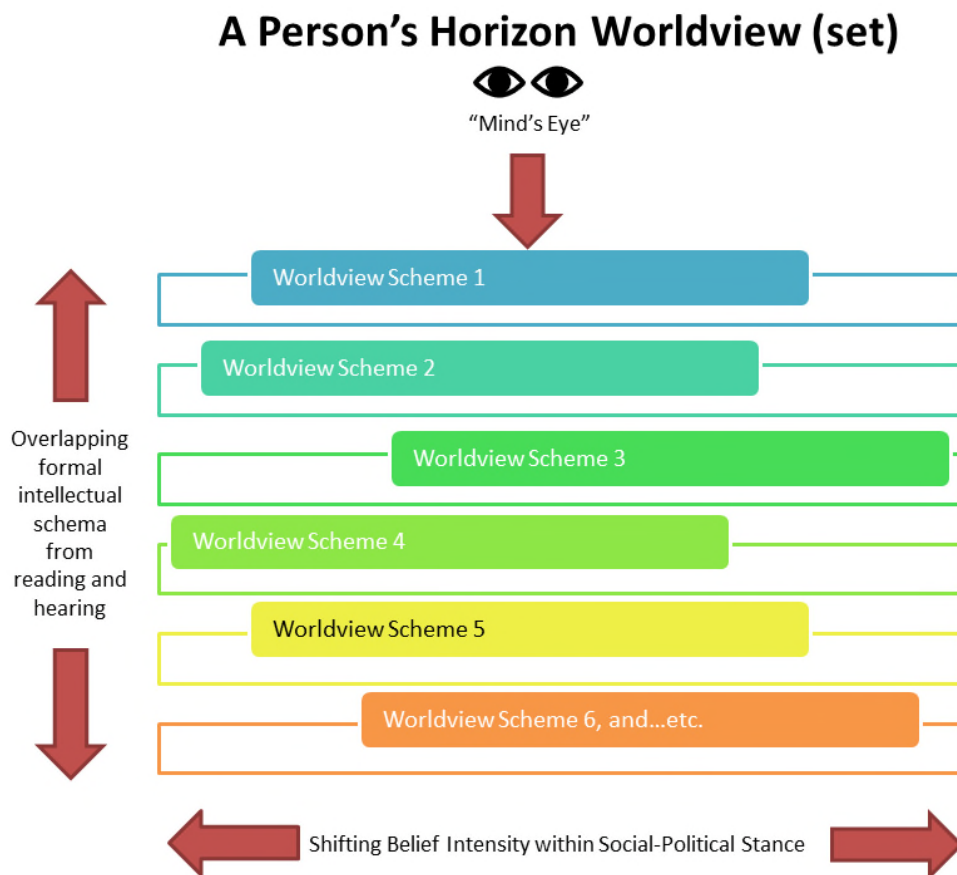 A Person’s Horizon Worldview (set)
“Mind’s Eye”
Worldview Scheme 1
Worldview Scheme 2
Worldview Scheme 3
Worldview Scheme 4
Worldview Scheme 5
Worldview Scheme 6, and...etc.
Overlapping
formal
intellectual
schema
from
reading and
hearing
Shifting Belief Intensity within Social-Political Stance